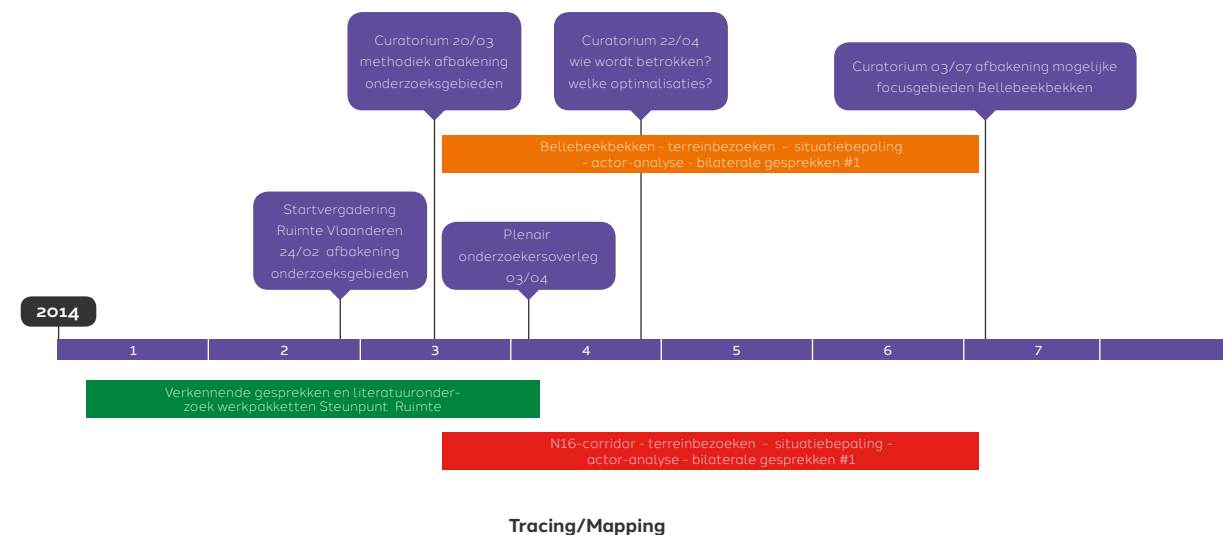 Curatorium 20/03
methodiek afbakening
onderzoeksgebieden
Curatorium 22/04
wie wordt betrokken?
welke optimalisaties?
Curatorium 03/07 afbakening mogelijke
focusgebieden Bellebeekbekken
Bellebeekbekken - terreinbezoeken - situatiebepaling
- actor-analyse - bilaterale gesprekken #1
Startvergadering
Ruimte Vlaanderen
24/02 afbakening
onderzoeksgebieden
Plenair
onderzoekersoverleg
03/04
2014
1 2 3 4 5 6 7
Verkennende gesprekken en literatuuronder-
zoek werkpakketten Steunpunt Ruimte
N16-corridor - terreinbezoeken - situatiebepaling -
actor-analyse - bilaterale gesprekken #1
Tracing/Mapping